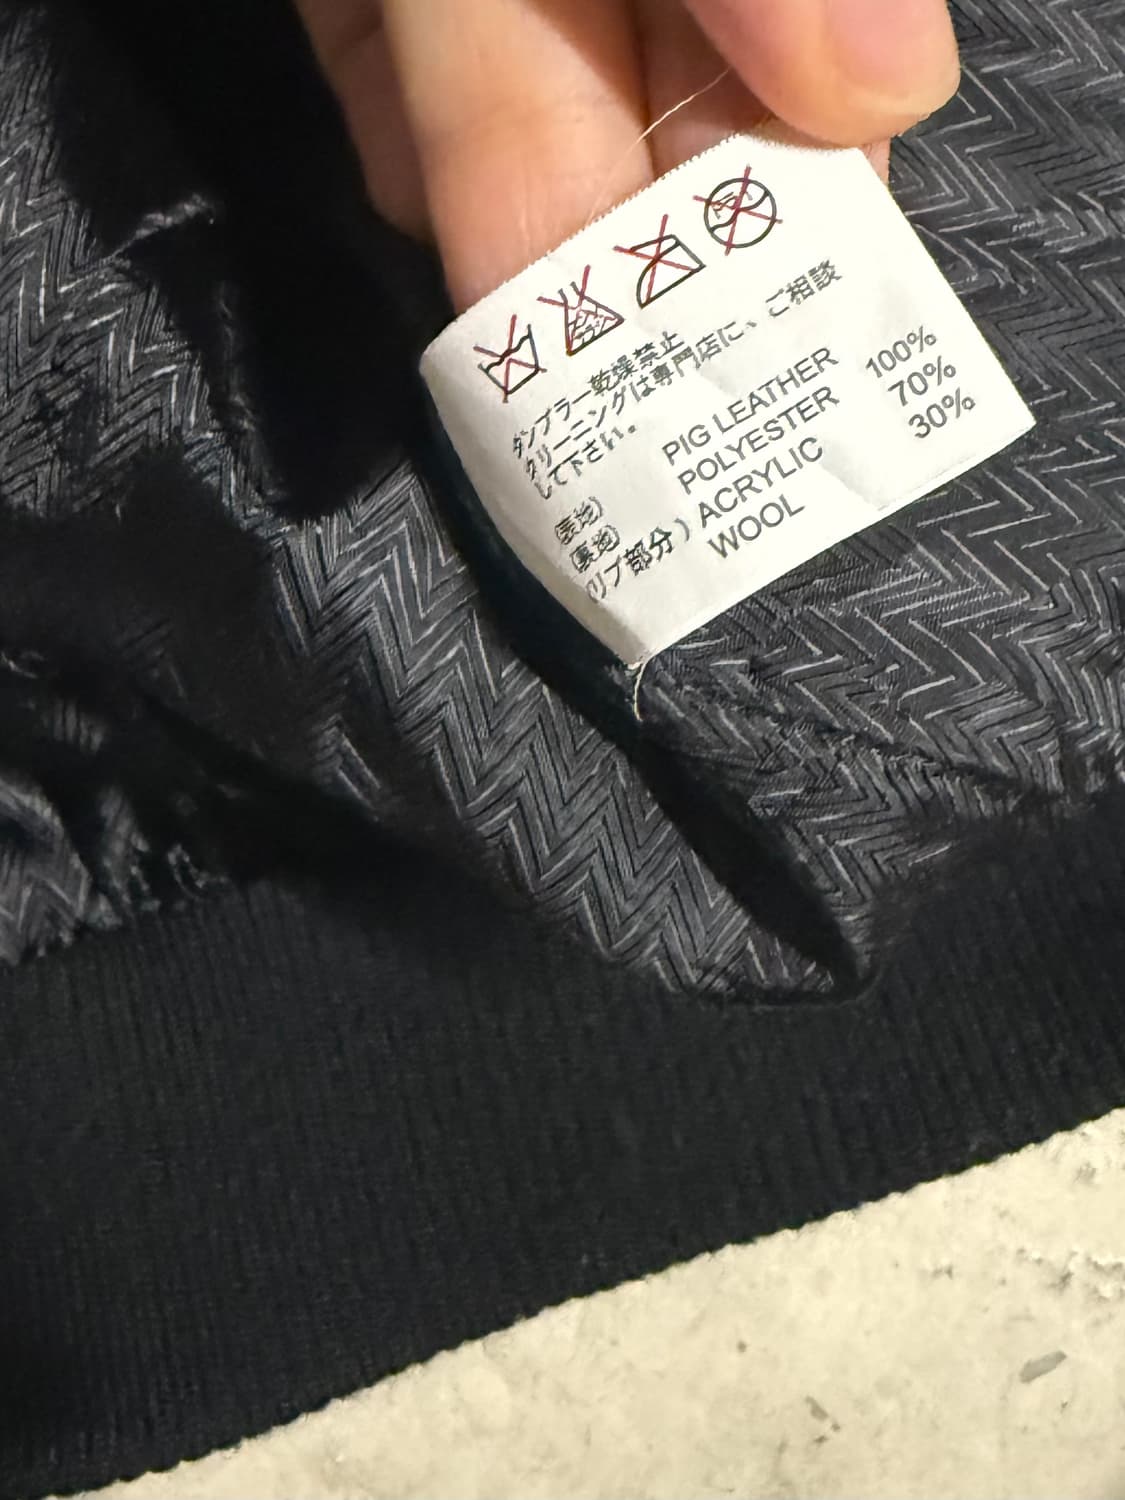 タンブラー乾燥禁止
クリーニングは専門店に、ご相談
して下さい。
(表地) PIG LEATHER
(裏地) POLYESTER 100%
(リブ部分) ACRYLIC 70%
WOOL 30%